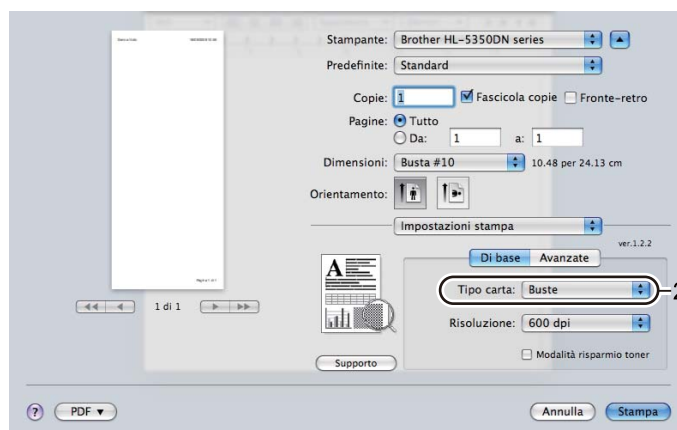 Stampante: Brother HL-5350DN series
Predefinite: Standard
Copie: 1 Fascicola copie Fronte-retro
Pagine: Tutto
Da: 1 a: 1
Dimensioni: Busta #10 10.48 per 24.13 cm
Orientamento:
Impostazioni stampa
ver.1.2.2
Di base Avanzate
Tipo carta: Buste 2
Risoluzione: 600 dpi
Modalità risparmio toner
A
Supporto
1 di 1
? PDF Annulla Stampa